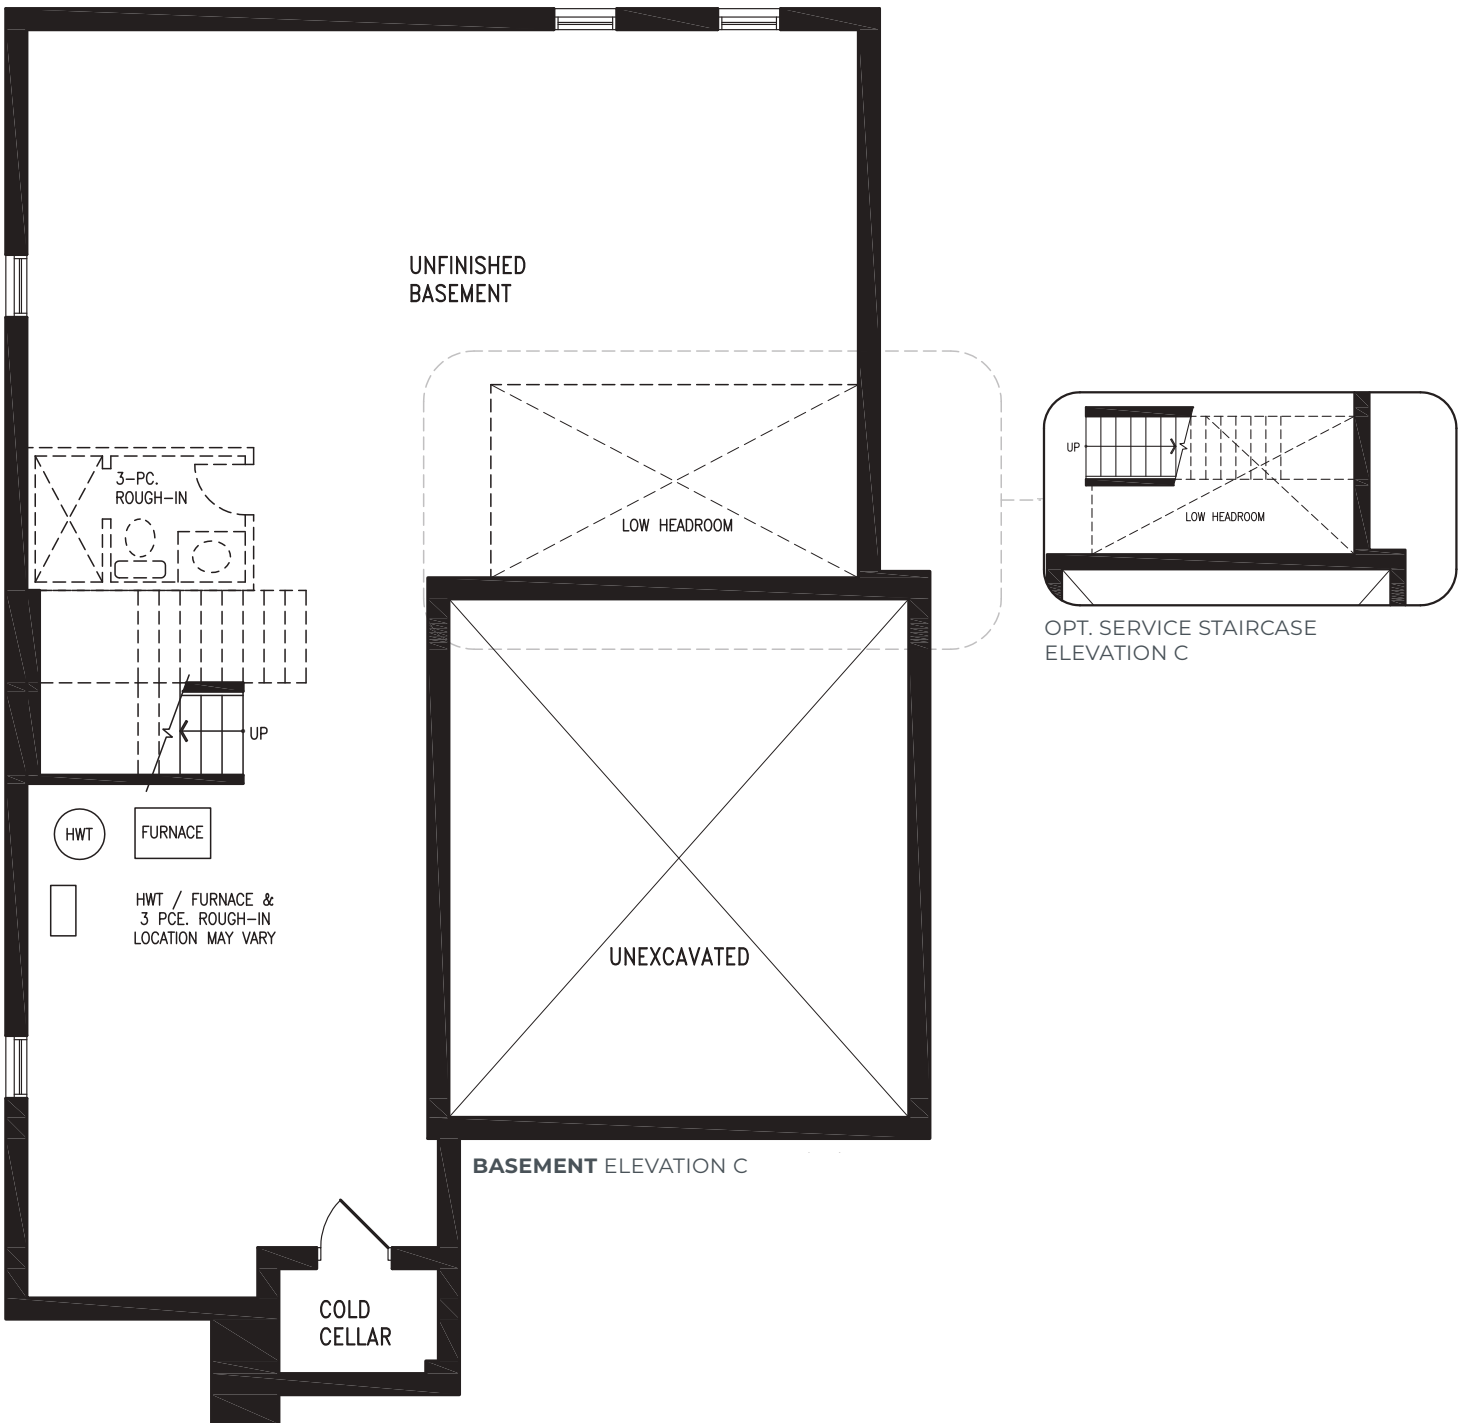 UNFINISHED
BASEMENT
3-PC.
ROUGH-IN
LOW HEADROOM
UP
LOW HEADROOM
OPT. SERVICE STAIRCASE
ELEVATION C
UP
HWT
FURNACE
HWT / FURNACE &
3 PCE. ROUGH-IN
LOCATION MAY VARY
UNEXCAVATED
BASEMENT ELEVATION C
COLD
CELLAR